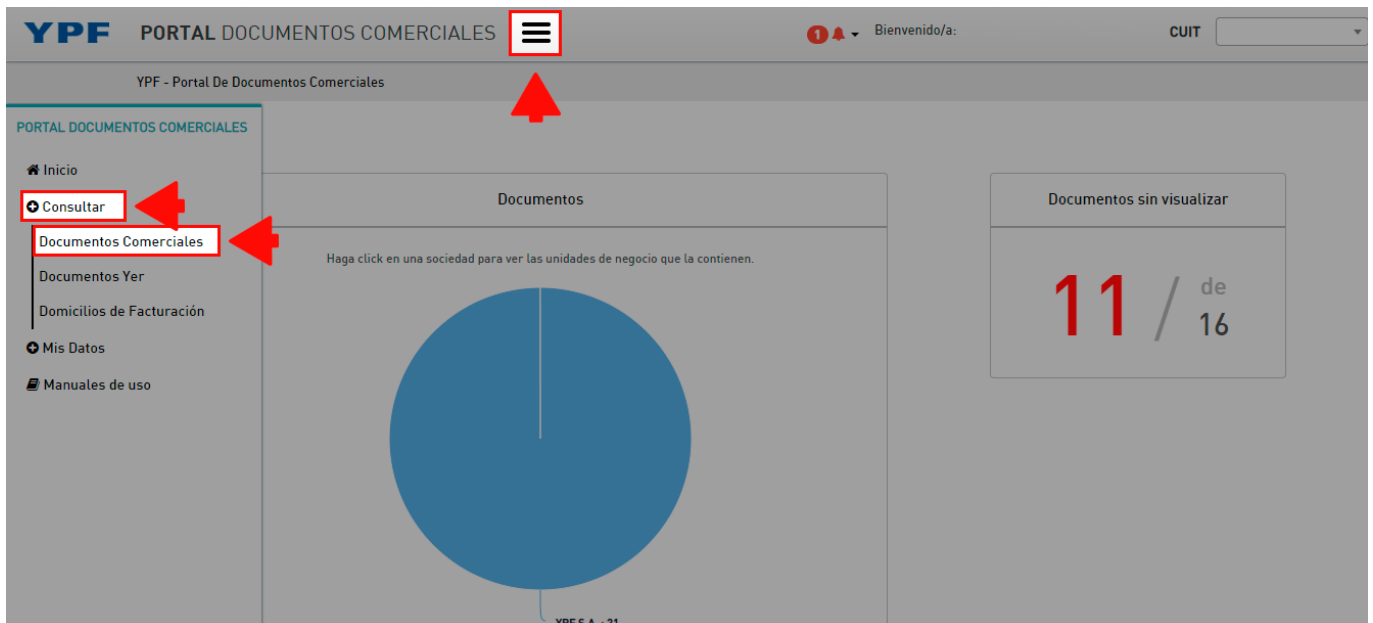 YPF PORTAL DOCUMENTOS COMERCIALES 1 Bienvenido/a: CUIT
YPF - Portal De Documentos Comerciales
PORTAL DOCUMENTOS COMERCIALES
Inicio
Consultar
Documentos Comerciales
Documentos Yer
Domicilios de Facturación
Mis Datos
Manuales de uso
Documentos
Haga click en una sociedad para ver las unidades de negocio que la contienen.
YPF S.A. : 21
Documentos sin visualizar
11 / de 16